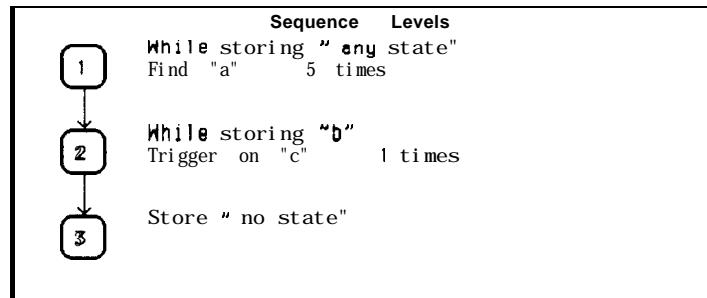 Sequence Levels
While storing "any state"
1
Find "a" 5 times
While storing "b"
2
Trigger on "c" 1 times
Store "no state"
3